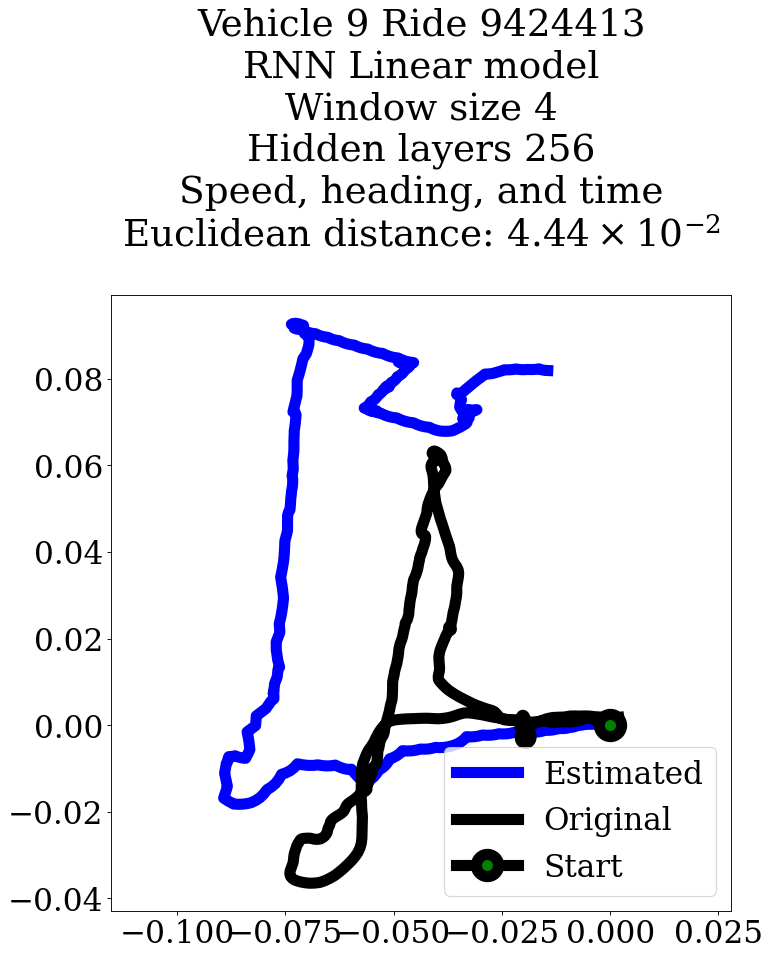 Vehicle 9 Ride 9424413
RNN Linear model
Window size 4
Hidden layers 256
Speed, heading, and time
Euclidean distance: 4.44 × 10⁻²
0.08
0.06
0.04
0.02
0.00
−0.02
−0.04
Estimated
Original
Start
−0.100 −0.075 −0.050 −0.025 0.000 0.025